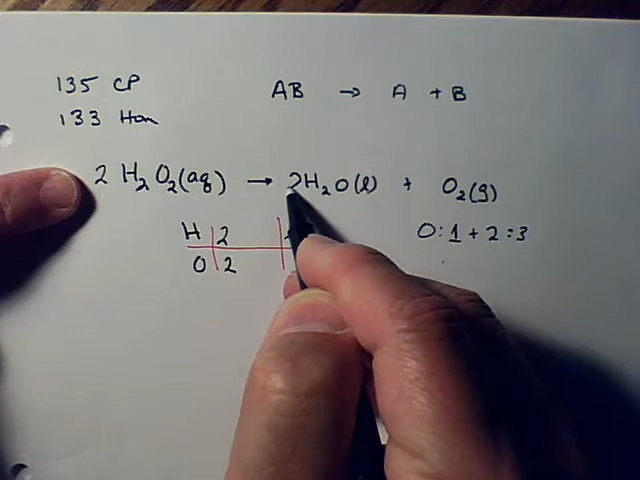 135 CP
AB → A + B
133 Hon
2 H₂O₂(aq) → 2H₂O(l) + O₂(g)
H 2
O: 1 + 2 = 3
O 2